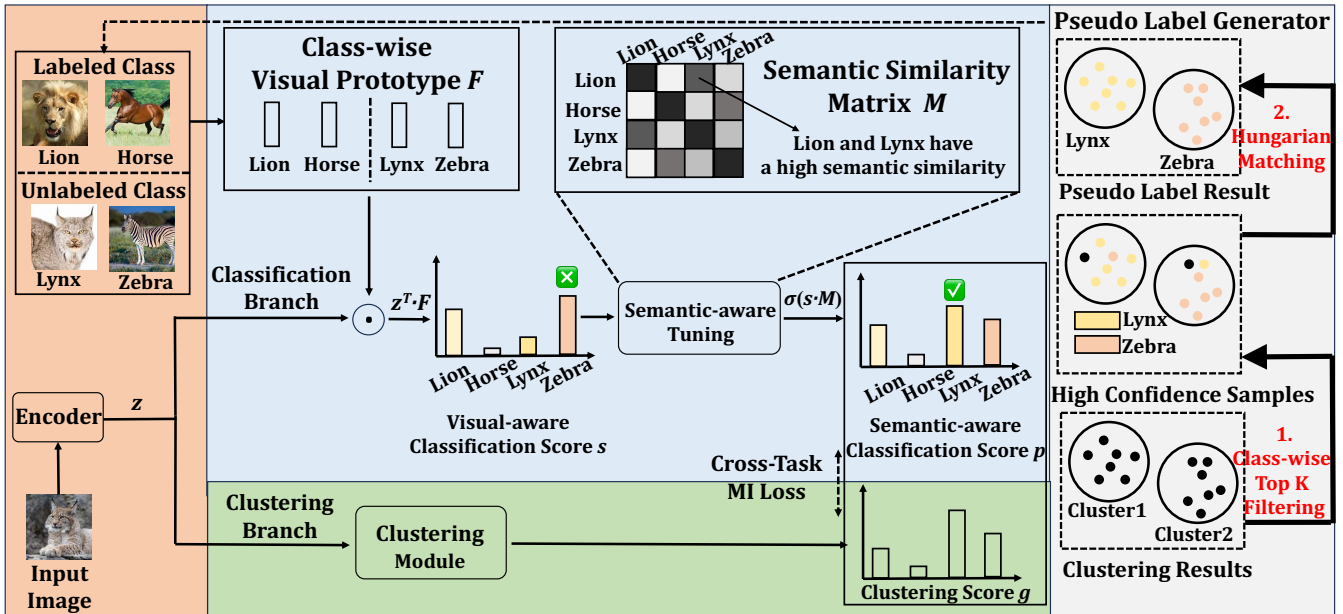 Labeled Class
Lion
Horse
Unlabeled Class
Lynx
Zebra
Encoder
z
Input
Image
Class-wise
Visual Prototype F
Lion
Horse
Lynx
Zebra
Lion
Horse
Lynx
Zebra
Lion
Horse
Lynx
Zebra
Semantic Similarity
Matrix M
Lion and Lynx have
a high semantic similarity
Classification
Branch
z^T·F
Lion
Horse
Lynx
Zebra
Visual-aware
Classification Score s
Semantic-aware
Tuning
σ(s·M)
Lion
Horse
Lynx
Zebra
Semantic-aware
Classification Score p
Cross-Task
MI Loss
Clustering
Branch
Clustering
Module
Clustering Score g
Pseudo Label Generator
Lynx
Zebra
Pseudo Label Result
2.
Hungarian
Matching
Lynx
Zebra
High Confidence Samples
1.
Class-wise
Top K
Filtering
Cluster1
Cluster2
Clustering Results